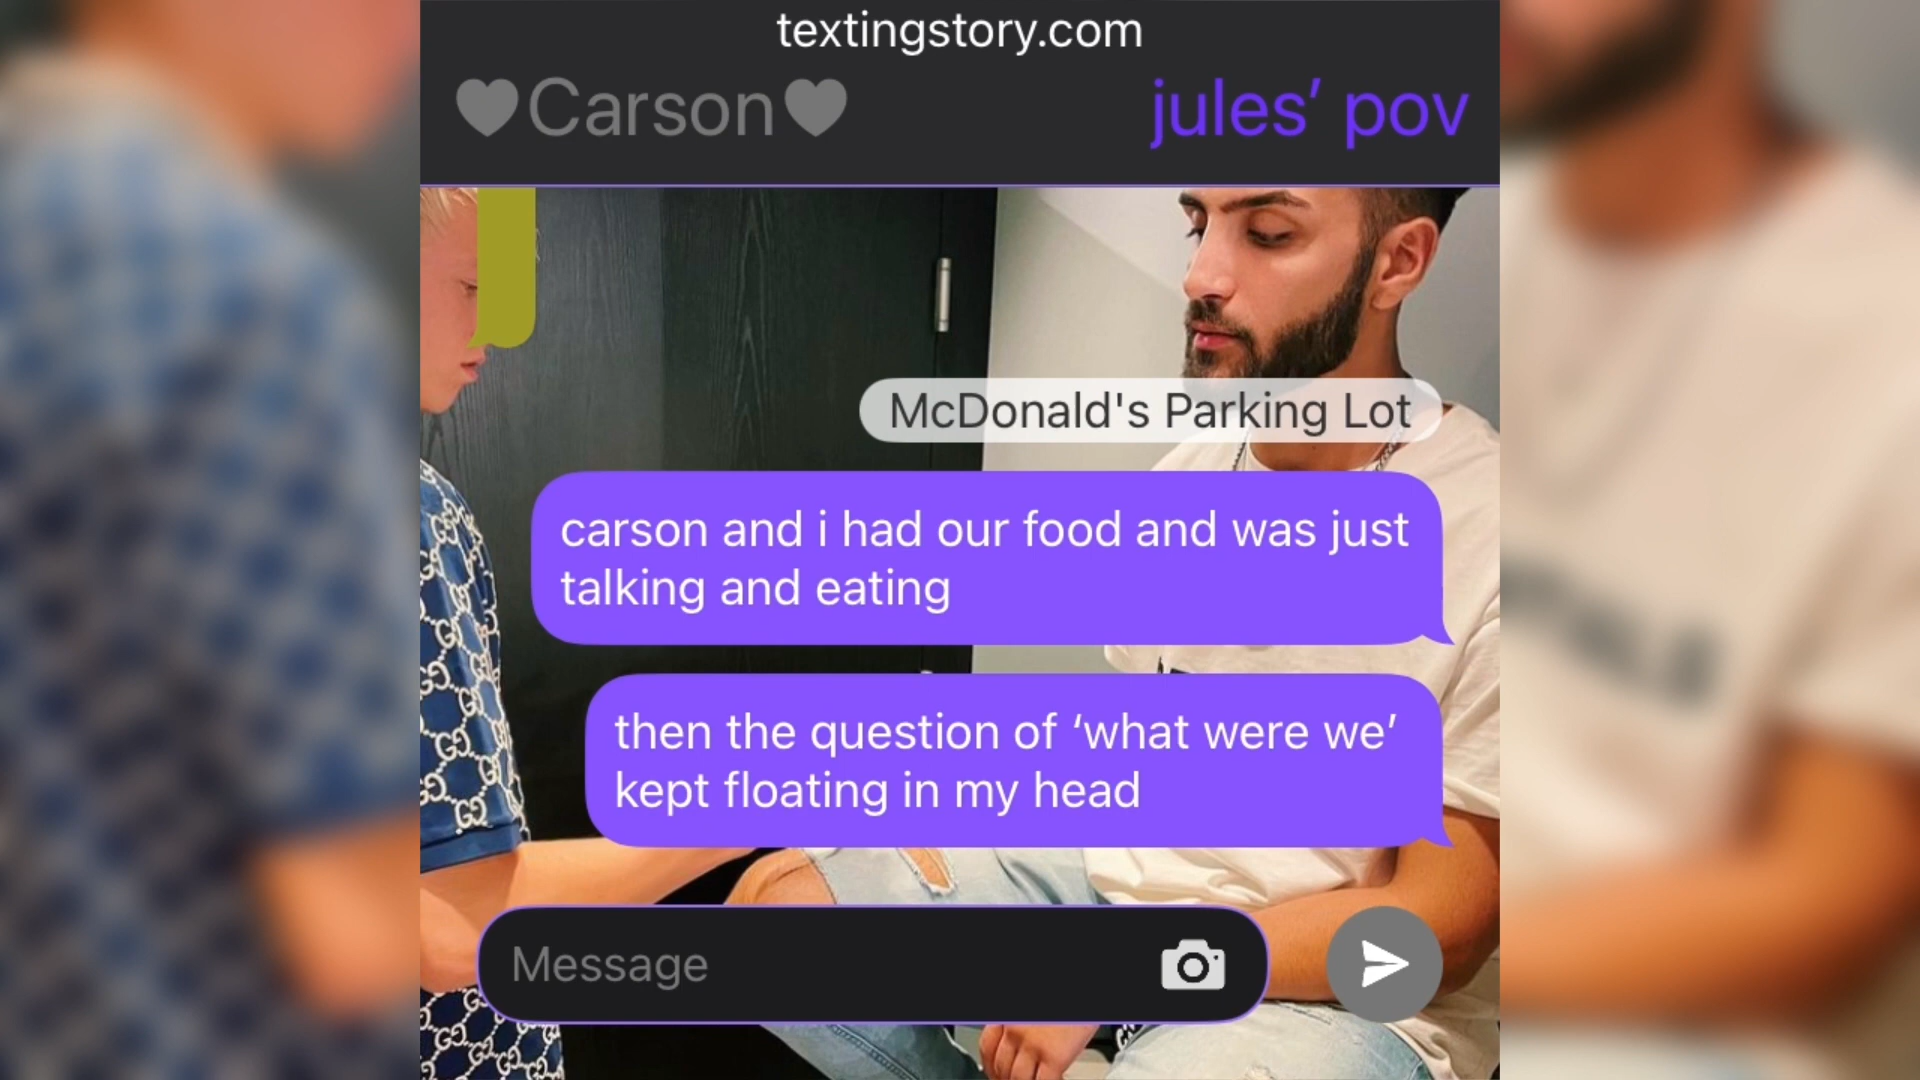 textingstory.com
🖤Carson🖤
jules’ pov
McDonald's Parking Lot
carson and i had our food and was just
talking and eating
then the question of ‘what were we’
kept floating in my head
Message